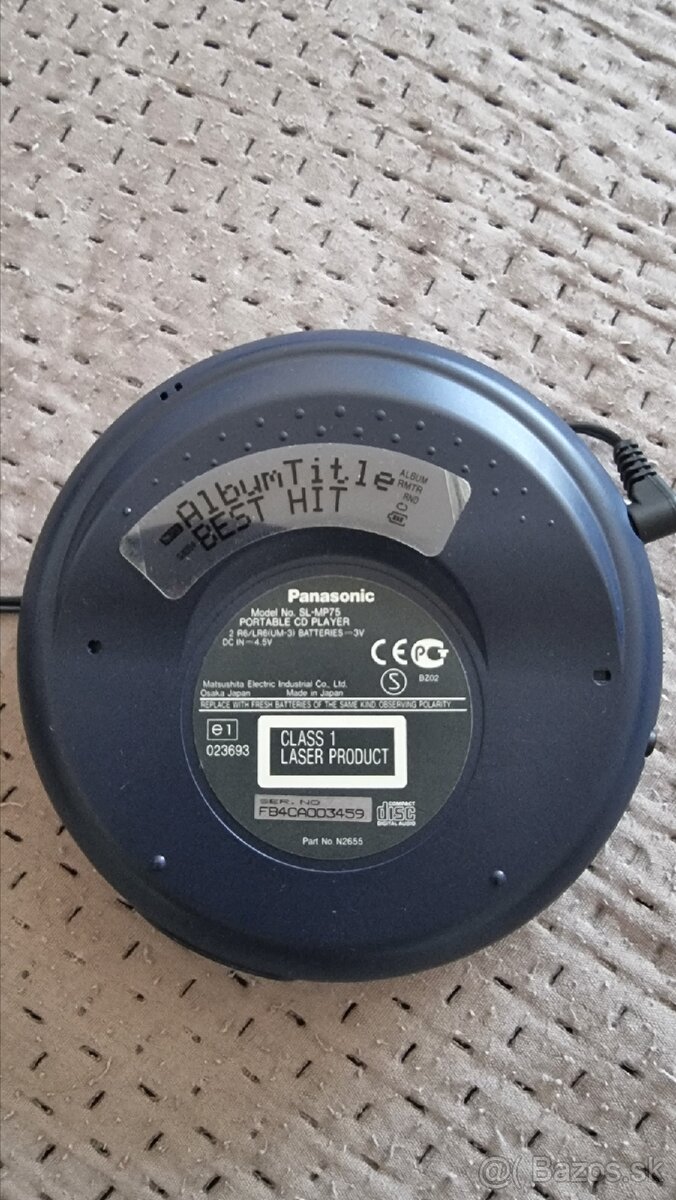 AlbumTitle
BEST HIT
ALBUM
RMTR
RND
Panasonic
Model No. SL-MP75
PORTABLE CD PLAYER
2 R6/LR6(UM-3) BATTERIES⎓3V
DC IN⎓4.5V
CE PG
S BZ02
Matsushita Electric Industrial Co., Ltd.
Osaka Japan Made in Japan
REPLACE WITH FRESH BATTERIES OF THE SAME KIND, OBSERVING POLARITY
e1
023693
CLASS 1
LASER PRODUCT
SER. NO
FB4CA003459
COMPACT
disc
DIGITAL AUDIO
Part No N2655
@( Bazos.sk